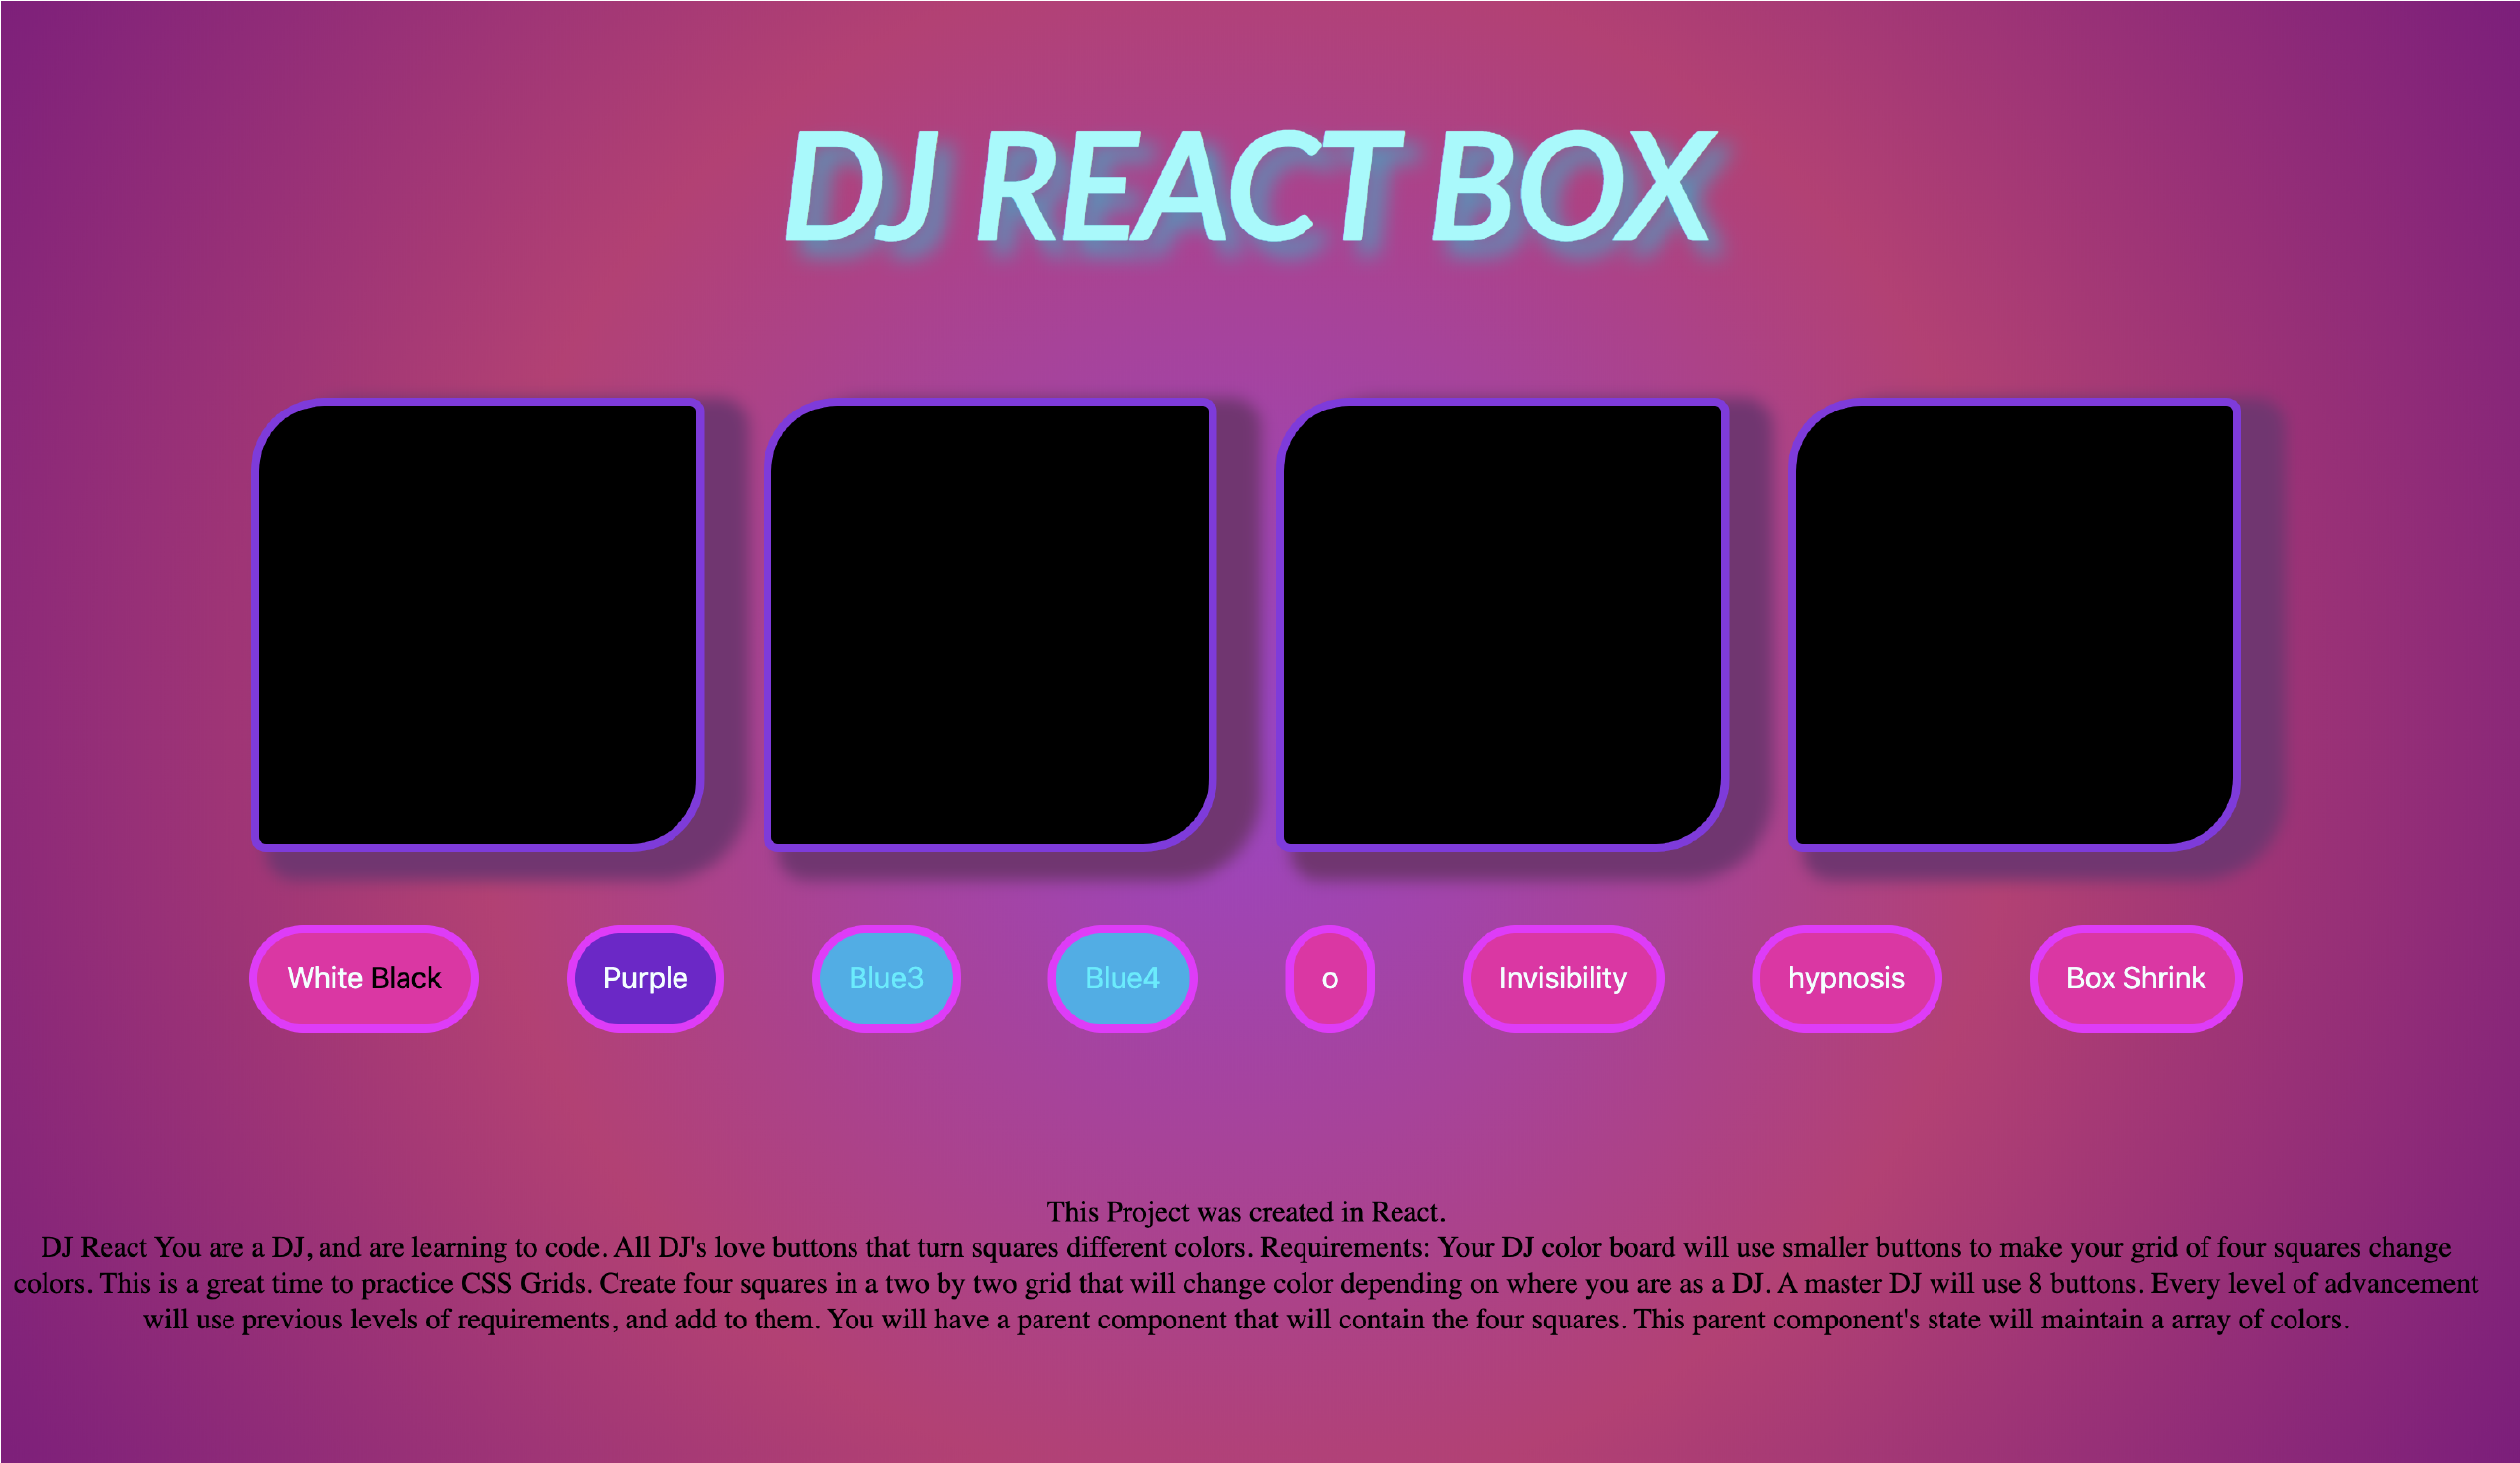 DJ REACT BOX
White Black
Purple
Blue3
Blue4
o
Invisibility
hypnosis
Box Shrink
This Project was created in React.
DJ React You are a DJ, and are learning to code. All DJ's love buttons that turn squares different colors. Requirements: Your DJ color board will use smaller buttons to make your grid of four squares change
colors. This is a great time to practice CSS Grids. Create four squares in a two by two grid that will change color depending on where you are as a DJ. A master DJ will use 8 buttons. Every level of advancement
will use previous levels of requirements, and add to them. You will have a parent component that will contain the four squares. This parent component's state will maintain a array of colors.